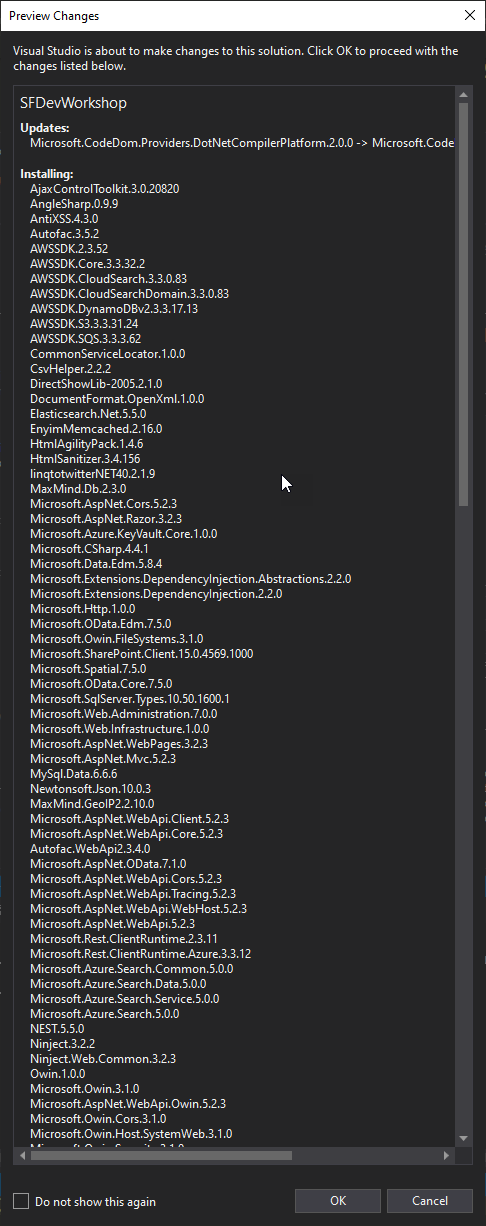 Preview Changes
Visual Studio is about to make changes to this solution. Click OK to proceed with the
changes listed below.
SFDevWorkshop
Updates:
Microsoft.CodeDom.Providers.DotNetCompilerPlatform.2.0.0 -> Microsoft.Code
Installing:
AjaxControlToolkit.3.0.20820
AngleSharp.0.9.9
AntiXSS.4.3.0
Autofac.3.5.2
AWSSDK.2.3.52
AWSSDK.Core.3.3.32.2
AWSSDK.CloudSearch.3.3.0.83
AWSSDK.CloudSearchDomain.3.3.0.83
AWSSDK.DynamoDBv2.3.3.17.13
AWSSDK.S3.3.3.31.24
AWSSDK.SQS.3.3.3.62
CommonServiceLocator.1.0.0
CsvHelper.2.2.2
DirectShowLib-2005.2.1.0
DocumentFormat.OpenXml.1.0.0
Elasticsearch.Net.5.5.0
EnyimMemcached.2.16.0
HtmlAgilityPack.1.4.6
HtmlSanitizer.3.4.156
linqtotwitterNET40.2.1.9
MaxMind.Db.2.3.0
Microsoft.AspNet.Cors.5.2.3
Microsoft.AspNet.Razor.3.2.3
Microsoft.Azure.KeyVault.Core.1.0.0
Microsoft.CSharp.4.4.1
Microsoft.Data.Edm.5.8.4
Microsoft.Extensions.DependencyInjection.Abstractions.2.2.0
Microsoft.Extensions.DependencyInjection.2.2.0
Microsoft.Http.1.0.0
Microsoft.OData.Edm.7.5.0
Microsoft.Owin.FileSystems.3.1.0
Microsoft.SharePoint.Client.15.0.4569.1000
Microsoft.Spatial.7.5.0
Microsoft.OData.Core.7.5.0
Microsoft.SqlServer.Types.10.50.1600.1
Microsoft.Web.Administration.7.0.0
Microsoft.Web.Infrastructure.1.0.0
Microsoft.AspNet.WebPages.3.2.3
Microsoft.AspNet.Mvc.5.2.3
MySql.Data.6.6.6
Newtonsoft.Json.10.0.3
MaxMind.GeoIP2.2.10.0
Microsoft.AspNet.WebApi.Client.5.2.3
Microsoft.AspNet.WebApi.Core.5.2.3
Autofac.WebApi2.3.4.0
Microsoft.AspNet.OData.7.1.0
Microsoft.AspNet.WebApi.Cors.5.2.3
Microsoft.AspNet.WebApi.Tracing.5.2.3
Microsoft.AspNet.WebApi.WebHost.5.2.3
Microsoft.AspNet.WebApi.5.2.3
Microsoft.Rest.ClientRuntime.2.3.11
Microsoft.Rest.ClientRuntime.Azure.3.3.12
Microsoft.Azure.Search.Common.5.0.0
Microsoft.Azure.Search.Data.5.0.0
Microsoft.Azure.Search.Service.5.0.0
Microsoft.Azure.Search.5.0.0
NEST.5.5.0
Ninject.3.2.2
Ninject.Web.Common.3.2.3
Owin.1.0.0
Microsoft.Owin.3.1.0
Microsoft.AspNet.WebApi.Owin.5.2.3
Microsoft.Owin.Cors.3.1.0
Microsoft.Owin.Host.SystemWeb.3.1.0
Microsoft.Owin.Security.3.1.0
Do not show this again
OK
Cancel